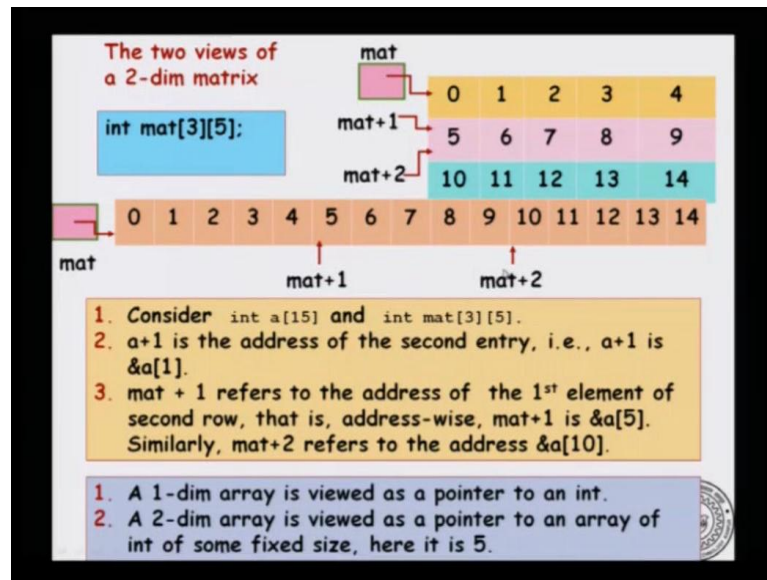 The two views of
a 2-dim matrix
mat
int mat[3][5];
0 1 2 3 4
mat+1
5 6 7 8 9
mat+2
10 11 12 13 14
0 1 2 3 4 5 6 7 8 9 10 11 12 13 14
mat
mat+1
mat+2
1. Consider int a[15] and int mat[3][5].
2. a+1 is the address of the second entry, i.e., a+1 is
&a[1].
3. mat + 1 refers to the address of the 1st element of
second row, that is, address-wise, mat+1 is &a[5].
Similarly, mat+2 refers to the address &a[10].
1. A 1-dim array is viewed as a pointer to an int.
2. A 2-dim array is viewed as a pointer to an array of
int of some fixed size, here it is 5.